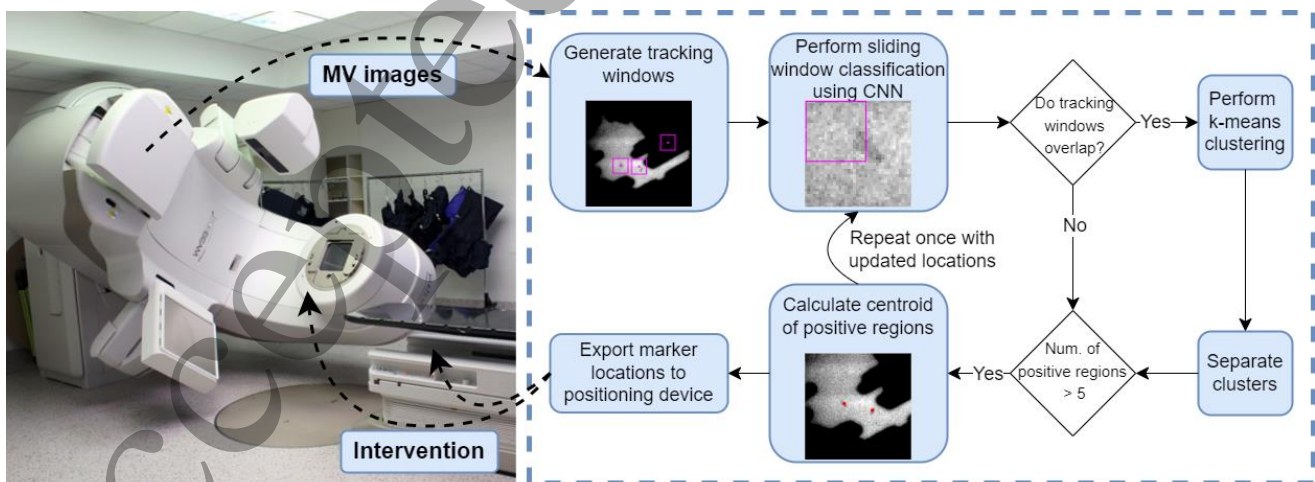 MV images
Intervention
Generate tracking
windows
Perform sliding
window classification
using CNN
Do tracking
windows
overlap?
Yes
Perform
k-means
clustering
No
Separate
clusters
Num. of
positive regions
> 5
Yes
Calculate centroid
of positive regions
Repeat once with
updated locations
Export marker
locations to
positioning device